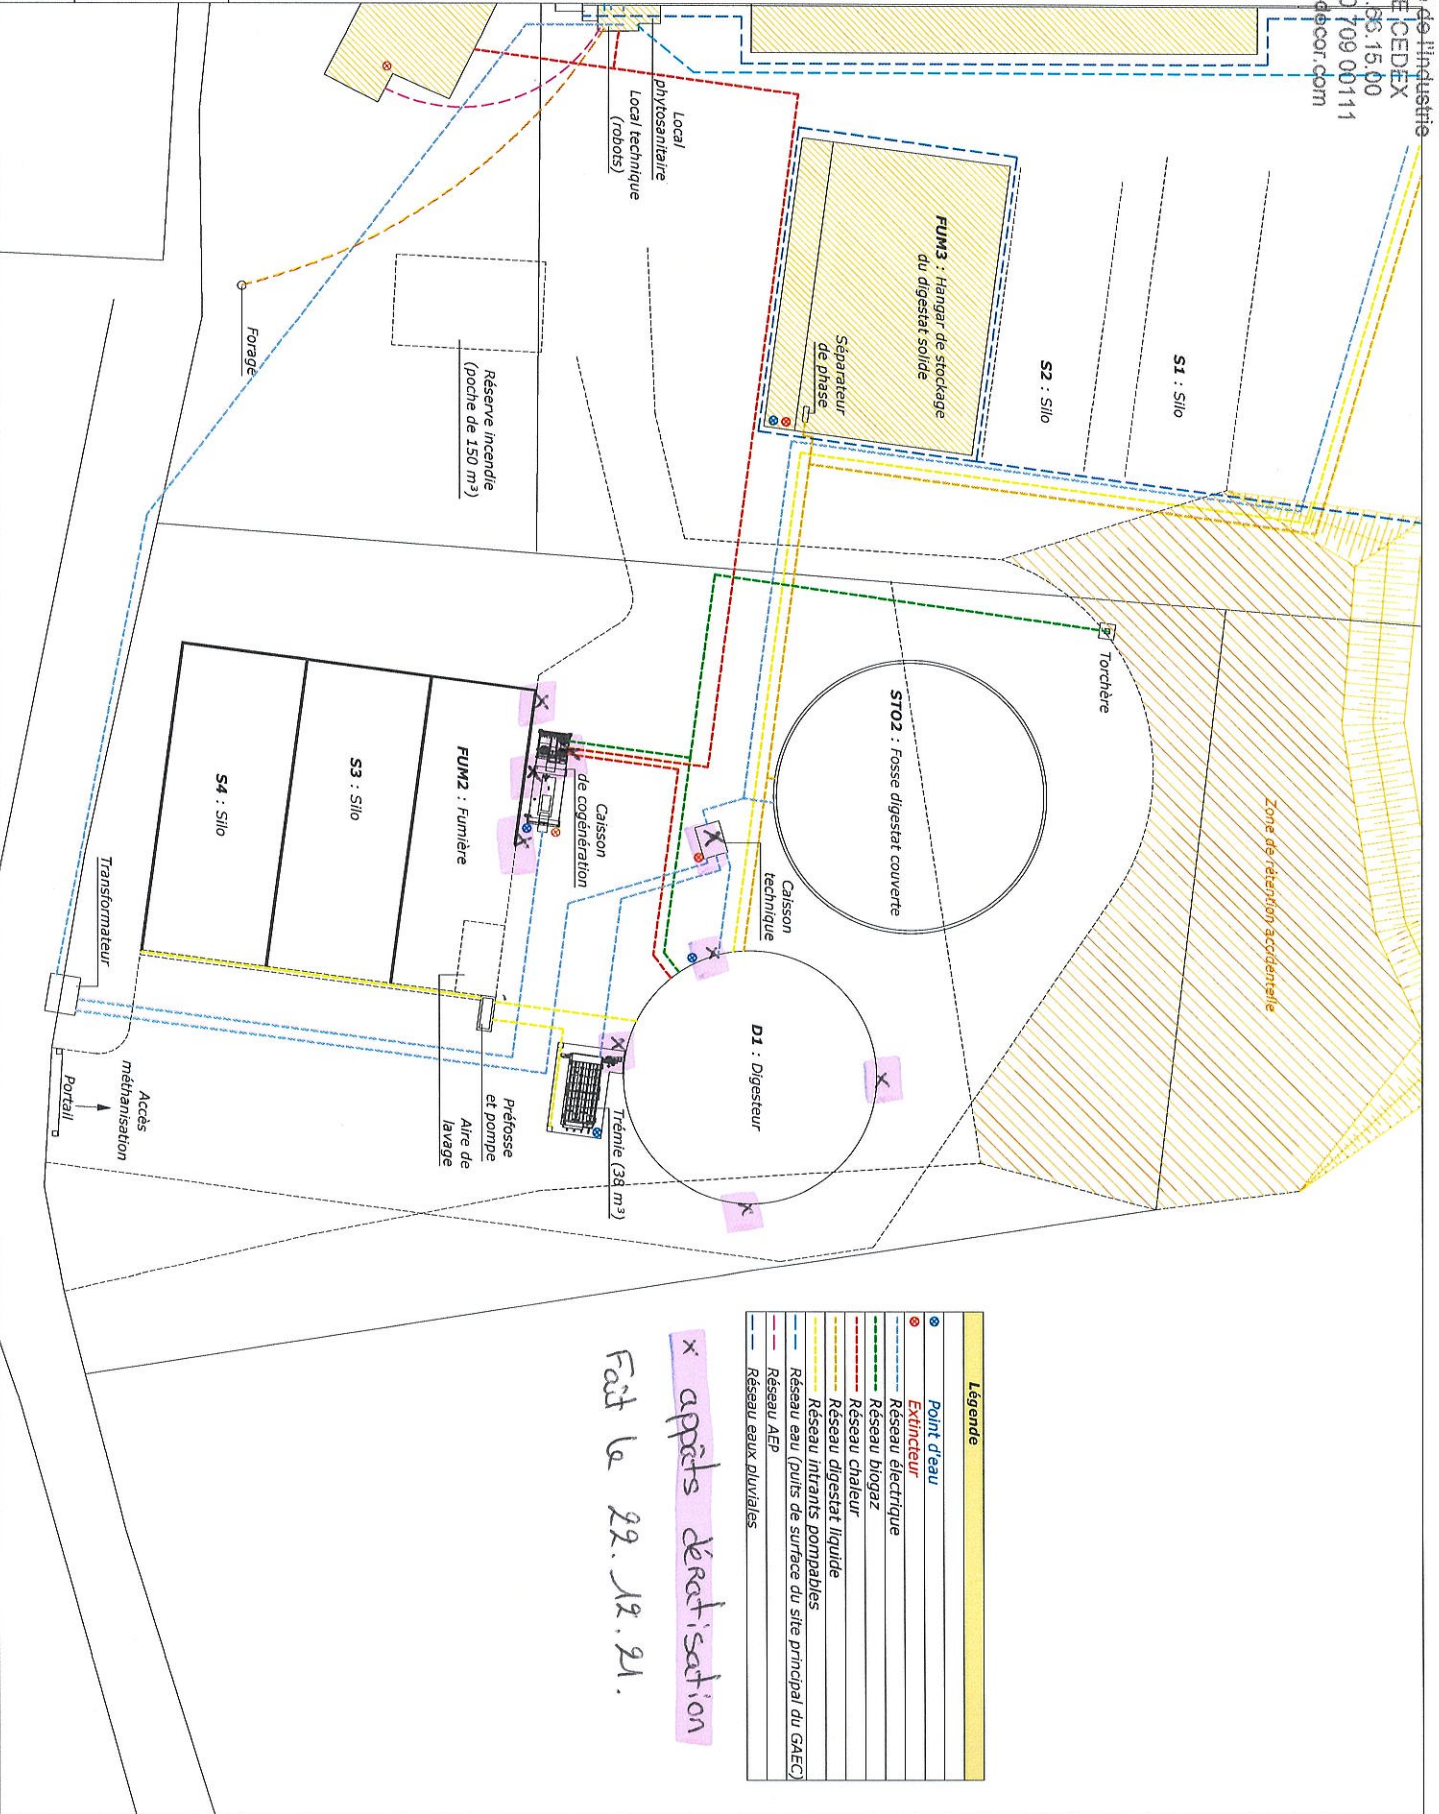 de l'Industrie
E CEDEX
.66.15.00
0 709 00111
decor.com
S1 : Silo
S2 : Silo
FUM3 : Hangar de stockage
du digestat solide
Séparateur
de phase
Local
phytosanitaire
Local technique
(robots)
Réserve incendie
(poche de 150 m³)
Forage
Zone de rétention accidentelle
Torchère
STO2 : Fosse digestat couverte
Caisson
technique
Caisson
de cogénération
FUM2 : Fumière
S3 : Silo
S4 : Silo
Transformateur
D1 : Digesteur
Trémie (38 m³)
Préfosse
et pompe
Aire de
lavage
Accès
méthanisation
Portail
Légende
Point d'eau
Extincteur
Réseau électrique
Réseau biogaz
Réseau chaleur
Réseau digestat liquide
Réseau intrants pompables
Réseau eau (puits de surface du site principal du GAEC)
Réseau AEP
Réseau eaux pluviales
x appâts dératisation
Fait le 22.12.21.